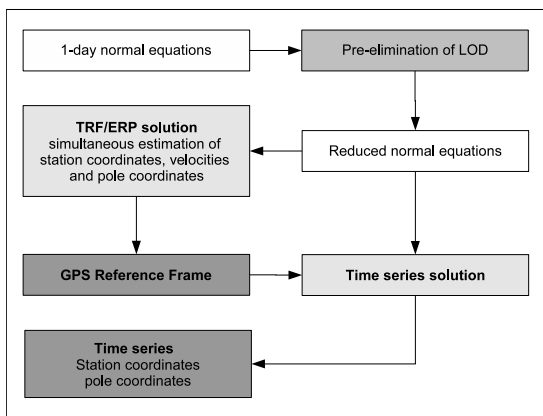 1-day normal equations
Pre-elimination of LOD
TRF/ERP solution
simultaneous estimation of
station coordinates, velocities
and pole coordinates
Reduced normal equations
GPS Reference Frame
Time series solution
Time series
Station coordinates
pole coordinates